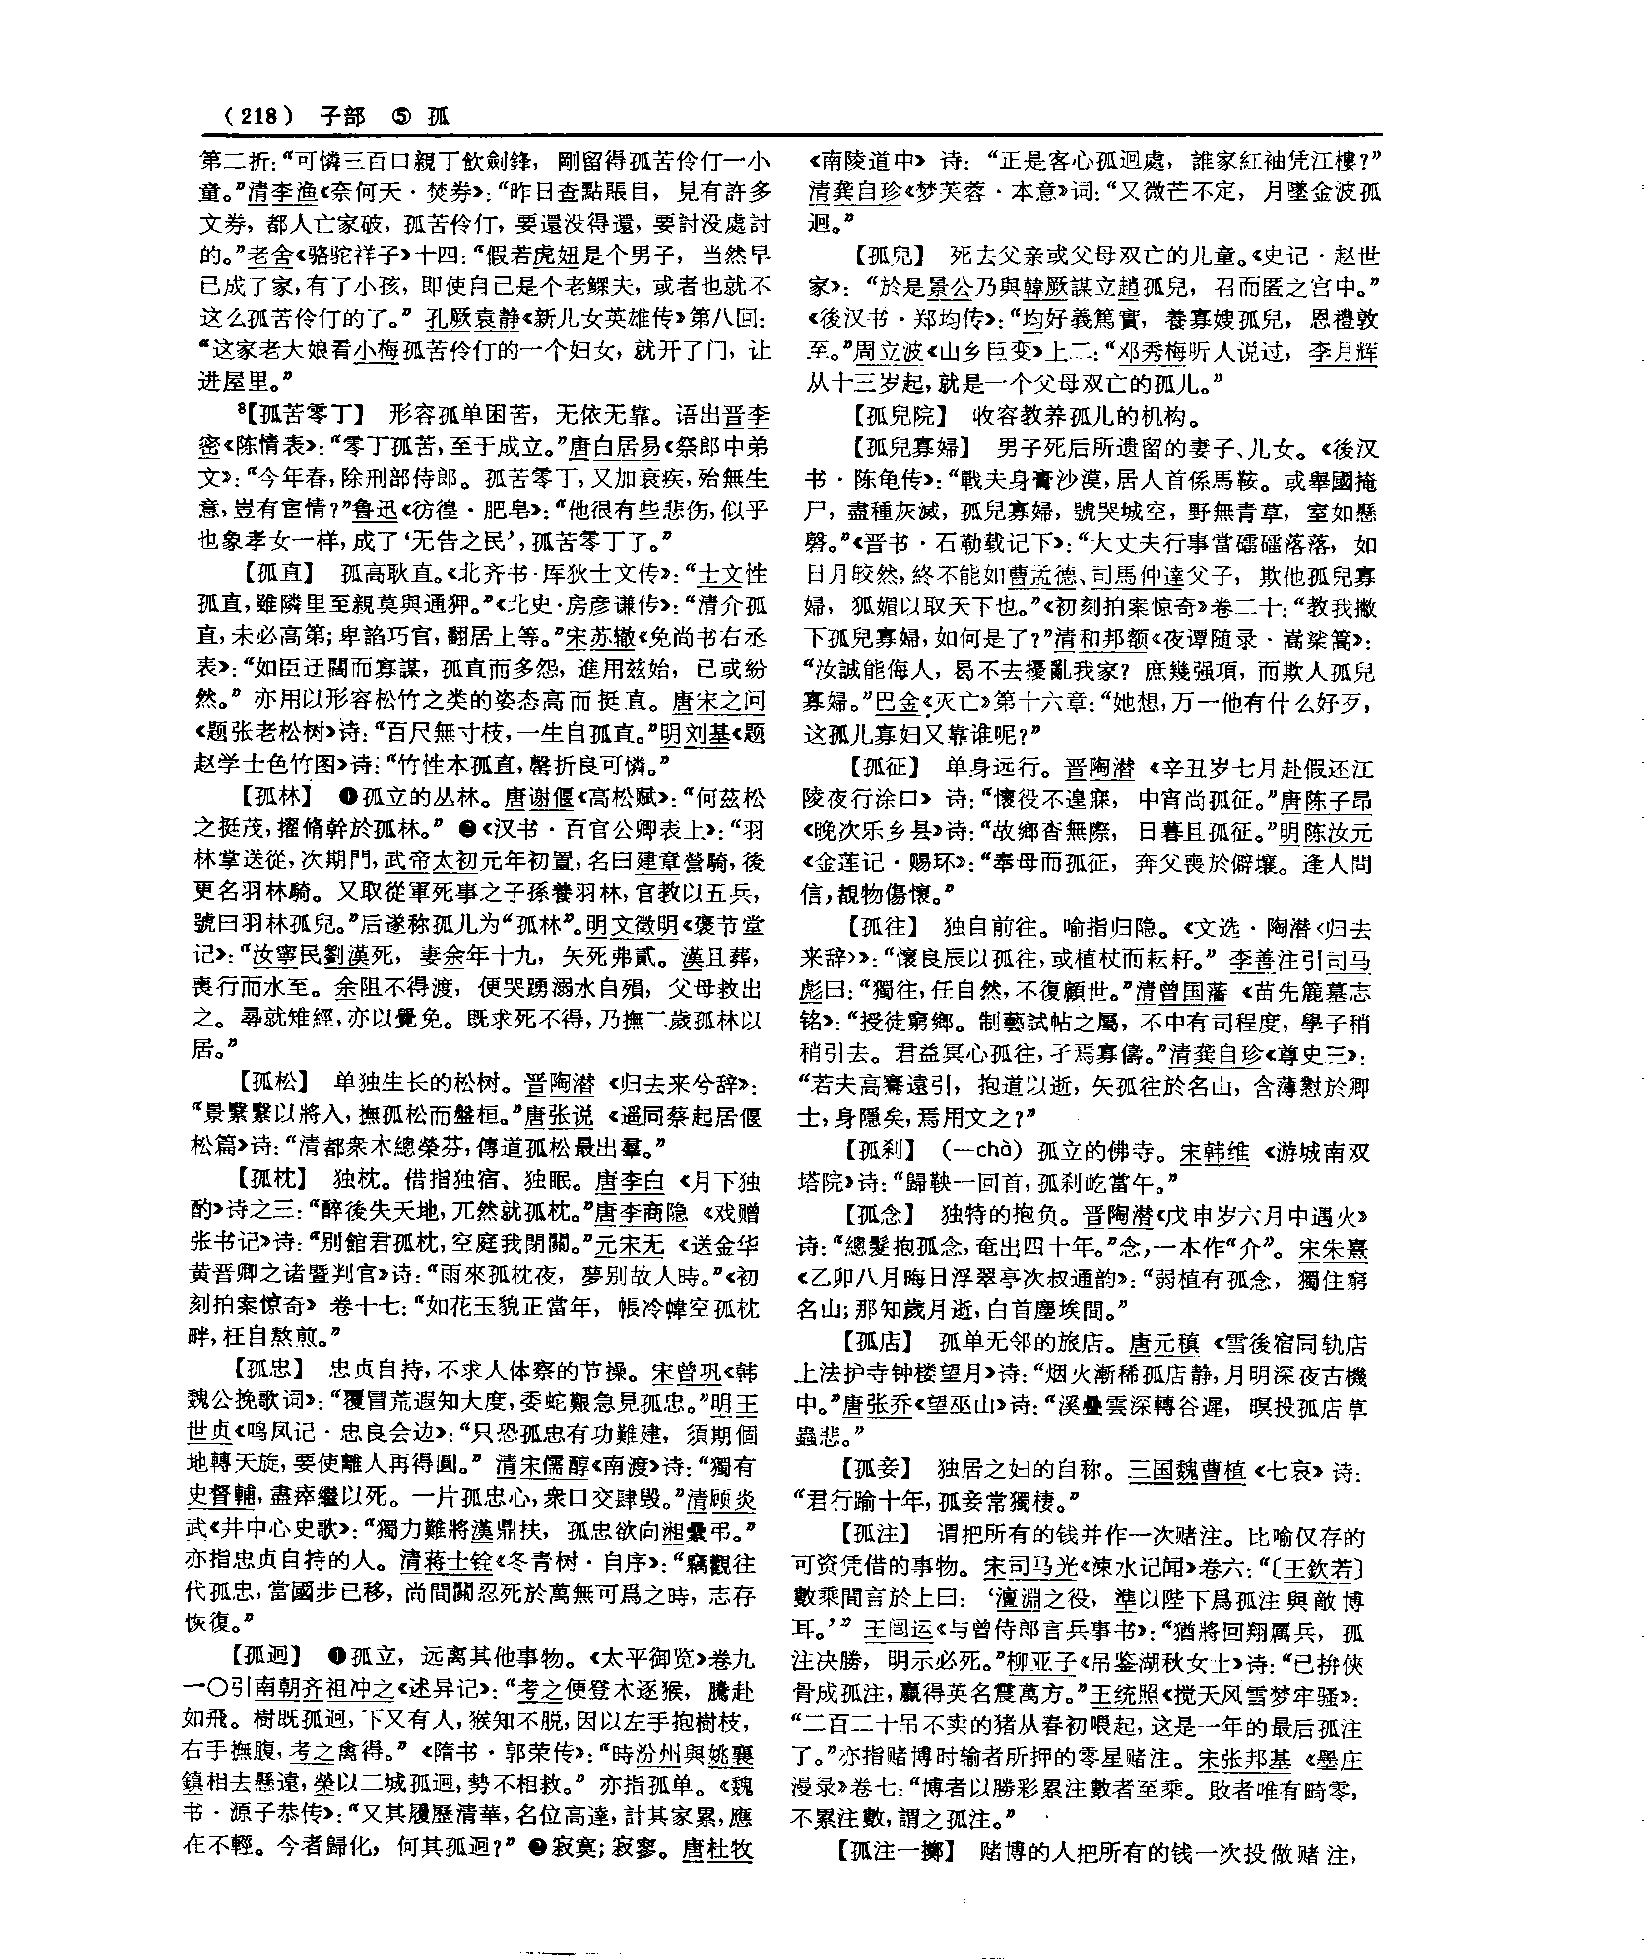 （218） 子部 ⑤ 孤
第二折：“可憐三百口親丁飲劍鋒，剛留得孤苦伶仃一小
童。”清李渔《奈何天·焚券》：“昨日查點賬目，見有許多
文券，都人亡家破，孤苦伶仃，要還没得還，要討没處討
的。”老舍《骆驼祥子》十四：“假若虎妞是个男子，当然早
已成了家，有了小孩，即使自己是个老鳏夫，或者也就不
这么孤苦伶仃的了。”孔厥袁静《新儿女英雄传》第八回：
“这家老大娘看小梅孤苦伶仃的一个妇女，就开了门，让
进屋里。”
⁸【孤苦零丁】 形容孤单困苦，无依无靠。语出晋李
密《陈情表》：“零丁孤苦，至于成立。”唐白居易《祭郎中弟
文》：“今年春，除刑部侍郎。孤苦零丁，又加衰疾，殆無生
意，豈有宦情？”鲁迅《彷徨·肥皂》：“他很有些悲伤，似乎
也象孝女一样，成了‘无告之民’，孤苦零丁了。”
【孤直】 孤高耿直。《北齐书·厍狄士文传》：“士文性
孤直，雖隣里至親莫與通狎。”《北史·房彦谦传》：“清介孤
直，未必高第；卑諂巧官，翻居上等。”宋苏辙《免尚书右丞
表》：“如臣迂闊而寡謀，孤直而多怨，進用兹始，已或紛
然。”亦用以形容松竹之类的姿态高而挺直。唐宋之问
《题张老松树》诗：“百尺無寸枝，一生自孤直。”明刘基《题
赵学士色竹图》诗：“竹性本孤直，罄折良可憐。”
【孤林】 ❶孤立的丛林。唐谢偃《高松赋》：“何茲松
之挺茂，擢脩幹於孤林。”❷《汉书·百官公卿表上》：“羽
林掌送從，次期門，武帝太初元年初置，名曰建章營騎，後
更名羽林騎。又取從軍死事之子孫養羽林，官教以五兵，
號曰羽林孤兒。”后遂称孤儿为“孤林”。明文徵明《褒节堂
记》：“汝寧民劉漢死，妻余年十九，矢死弗貳。漢且葬，
喪行而水至。余阻不得渡，便哭踴溺水自殞，父母救出
之。尋就雉經，亦以覺免。既求死不得，乃撫二歲孤林以
居。”
【孤松】 单独生长的松树。晋陶潜《归去来兮辞》：
“景翳翳以將入，撫孤松而盤桓。”唐张说《遥同蔡起居偃
松篇》诗：“清都衆木總榮芬，傳道孤松最出羣。”
【孤枕】 独枕。借指独宿、独眠。唐李白《月下独
酌》诗之三：“醉後失天地，兀然就孤枕。”唐李商隐《戏赠
张书记》诗：“别館君孤枕，空庭我閉關。”元宋无《送金华
黄晋卿之诸暨判官》诗：“雨來孤枕夜，夢别故人時。”《初
刻拍案惊奇》卷十七：“如花玉貌正當年，帳冷幃空孤枕
畔，枉自熬煎。”
【孤忠】 忠贞自持，不求人体察的节操。宋曾巩《韩
魏公挽歌词》：“覆冒荒遐知大度，委蛇艱急見孤忠。”明王
世贞《鸣凤记·忠良会边》：“只恐孤忠有功難建，須期個
地轉天旋，要使離人再得圓。”清宋儒醇《南渡》诗：“獨有
史督輔，盡瘁繼以死。一片孤忠心，衆口交肆毁。”清顾炎
武《井中心史歌》：“獨力難將漢鼎扶，孤忠欲向湘纍弔。”
亦指忠贞自持的人。清蒋士铨《冬青树·自序》：“竊觀往
代孤忠，當國步已移，尚間關忍死於萬無可爲之時，志存
恢復。”
【孤迥】 ❶孤立，远离其他事物。《太平御览》卷九
一〇引南朝齐祖冲之《述异记》：“考之便登木逐猴，騰赴
如飛。樹既孤迥，下又有人，猴知不脱，因以左手抱樹枝，
右手撫腹，考之禽得。”《隋书·郭荣传》：“時汾州與姚襄
鎮相去懸遠，榮以二城孤迥，勢不相救。”亦指孤单。《魏
书·源子恭传》：“又其履歷清華，名位高達，計其家累，應
在不輕。今者歸化，何其孤迥？”❷寂寞；寂寥。唐杜牧
《南陵道中》诗：“正是客心孤迥處，誰家紅袖凭江樓？”
清龚自珍《梦芙蓉·本意》词：“又微芒不定，月墜金波孤
迥。”
【孤兒】 死去父亲或父母双亡的儿童。《史记·赵世
家》：“於是景公乃與韓厥謀立趙孤兒，召而匿之宫中。”
《後汉书·郑均传》：“均好義篤實，養寡嫂孤兒，恩禮敦
至。”周立波《山乡巨变》上二：“邓秀梅听人说过，李月辉
从十三岁起，就是一个父母双亡的孤儿。”
【孤兒院】 收容教养孤儿的机构。
【孤兒寡婦】 男子死后所遗留的妻子、儿女。《後汉
书·陈龟传》：“戰夫身膏沙漠，居人首係馬鞍。或舉國掩
尸，盡種灰滅，孤兒寡婦，號哭城空，野無青草，室如懸
磬。”《晋书·石勒载记下》：“大丈夫行事當礌礌落落，如
日月皎然，終不能如曹孟德、司馬仲達父子，欺他孤兒寡
婦，狐媚以取天下也。”《初刻拍案惊奇》卷二十：“教我撇
下孤兒寡婦，如何是了？”清和邦额《夜谭随录·嵩梁篙》：
“汝誠能侮人，曷不去擾亂我家？庶幾强項，而欺人孤兒
寡婦。”巴金《灭亡》第十六章：“她想，万一他有什么好歹，
这孤儿寡妇又靠谁呢？”
【孤征】 单身远行。晋陶潜《辛丑岁七月赴假还江
陵夜行涂口》诗：“懷役不遑寐，中宵尚孤征。”唐陈子昂
《晚次乐乡县》诗：“故鄉杳無際，日暮且孤征。”明陈汝元
《金莲记·赐环》：“奉母而孤征，奔父喪於僻壤。逢人問
信，覩物傷懷。”
【孤往】 独自前往。喻指归隐。《文选·陶潜〈归去
来辞〉》：“懷良辰以孤往，或植杖而耘耔。”李善注引司马
彪曰：“獨往，任自然，不復顧世。”清曾国藩《苗先簏墓志
铭》：“授徒窮鄉。制藝試帖之屬，不中有司程度，學子稍
稍引去。君益冥心孤往，孑焉寡儔。”清龚自珍《尊史三》：
“若夫高騫遠引，抱道以逝，矢孤往於名山，含薄懟於卿
士，身隱矣，焉用文之？”
【孤刹】 （—chà）孤立的佛寺。宋韩维《游城南双
塔院》诗：“歸鞅一回首，孤刹屹當午。”
【孤念】 独特的抱负。晋陶潜《戊申岁六月中遇火》
诗：“總髮抱孤念，奄出四十年。”念，一本作“介”。宋朱熹
《乙卯八月晦日浮翠亭次叔通韵》：“弱植有孤念，獨住窮
名山；那知歲月逝，白首塵埃間。”
【孤店】 孤单无邻的旅店。唐元稹《雪後宿同轨店
上法护寺钟楼望月》诗：“烟火漸稀孤店静，月明深夜古樓
中。”唐张乔《望巫山》诗：“溪疊雲深轉谷遲，暝投孤店草
蟲悲。”
【孤妾】 独居之妇的自称。三国魏曹植《七哀》诗：
“君行踰十年，孤妾常獨棲。”
【孤注】 谓把所有的钱并作一次赌注。比喻仅存的
可资凭借的事物。宋司马光《涑水记闻》卷六：“〔王欽若〕
數乘間言於上曰：‘澶淵之役，準以陛下爲孤注與敵博
耳。’”王闿运《与曾侍郎言兵事书》：“猶將回翔厲兵，孤
注决勝，明示必死。”柳亚子《吊鉴湖秋女士》诗：“已拚俠
骨成孤注，贏得英名震萬方。”王统照《搅天风雪梦牢骚》：
“二百二十吊不卖的猪从春初喂起，这是一年的最后孤注
了。”亦指赌博时输者所押的零星赌注。宋张邦基《墨庄
漫录》卷七：“博者以勝彩累注數者至乘。敗者唯有畸零，
不累注數，謂之孤注。”
【孤注一擲】 赌博的人把所有的钱一次投做赌注，